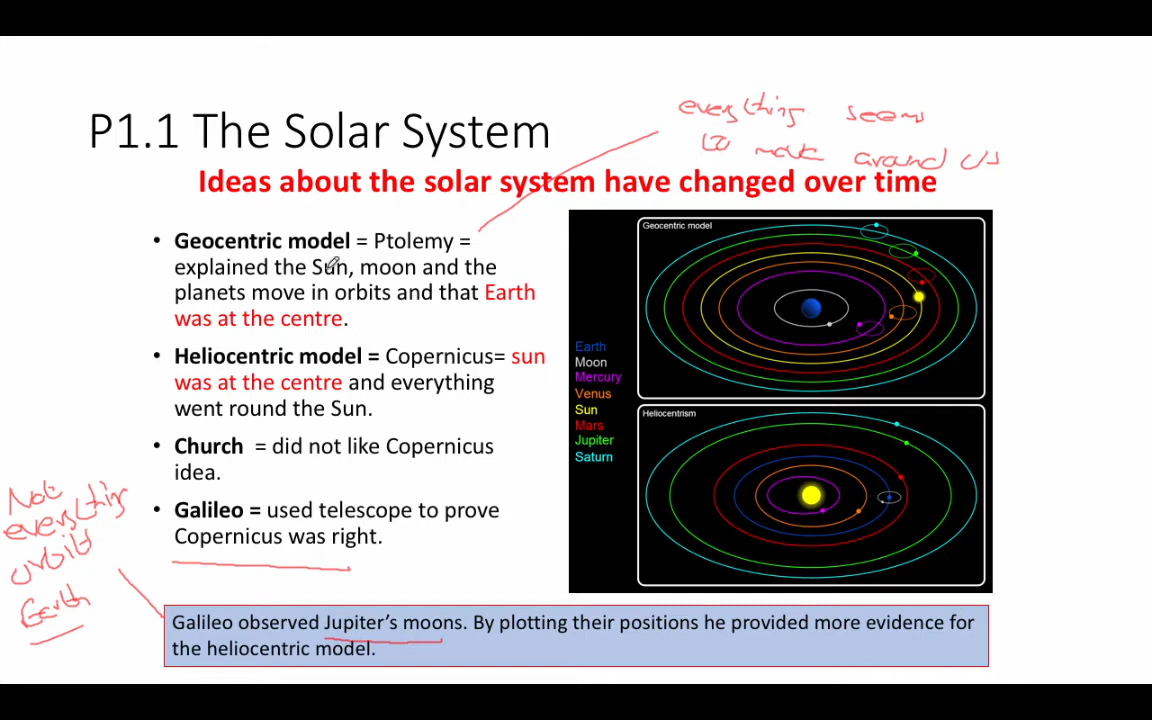 everything seems
to move around us
P1.1 The Solar System
Ideas about the solar system have changed over time
• Geocentric model = Ptolemy =
explained the Sun, moon and the
planets move in orbits and that Earth
was at the centre.
• Heliocentric model = Copernicus= sun
was at the centre and everything
went round the Sun.
• Church = did not like Copernicus
idea.
• Galileo = used telescope to prove
Copernicus was right.
Not
everything
orbits
Earth
Geocentric model
Earth
Moon
Mercury
Venus
Sun
Mars
Jupiter
Saturn
Heliocentrism
Galileo observed Jupiter's moons. By plotting their positions he provided more evidence for
the heliocentric model.